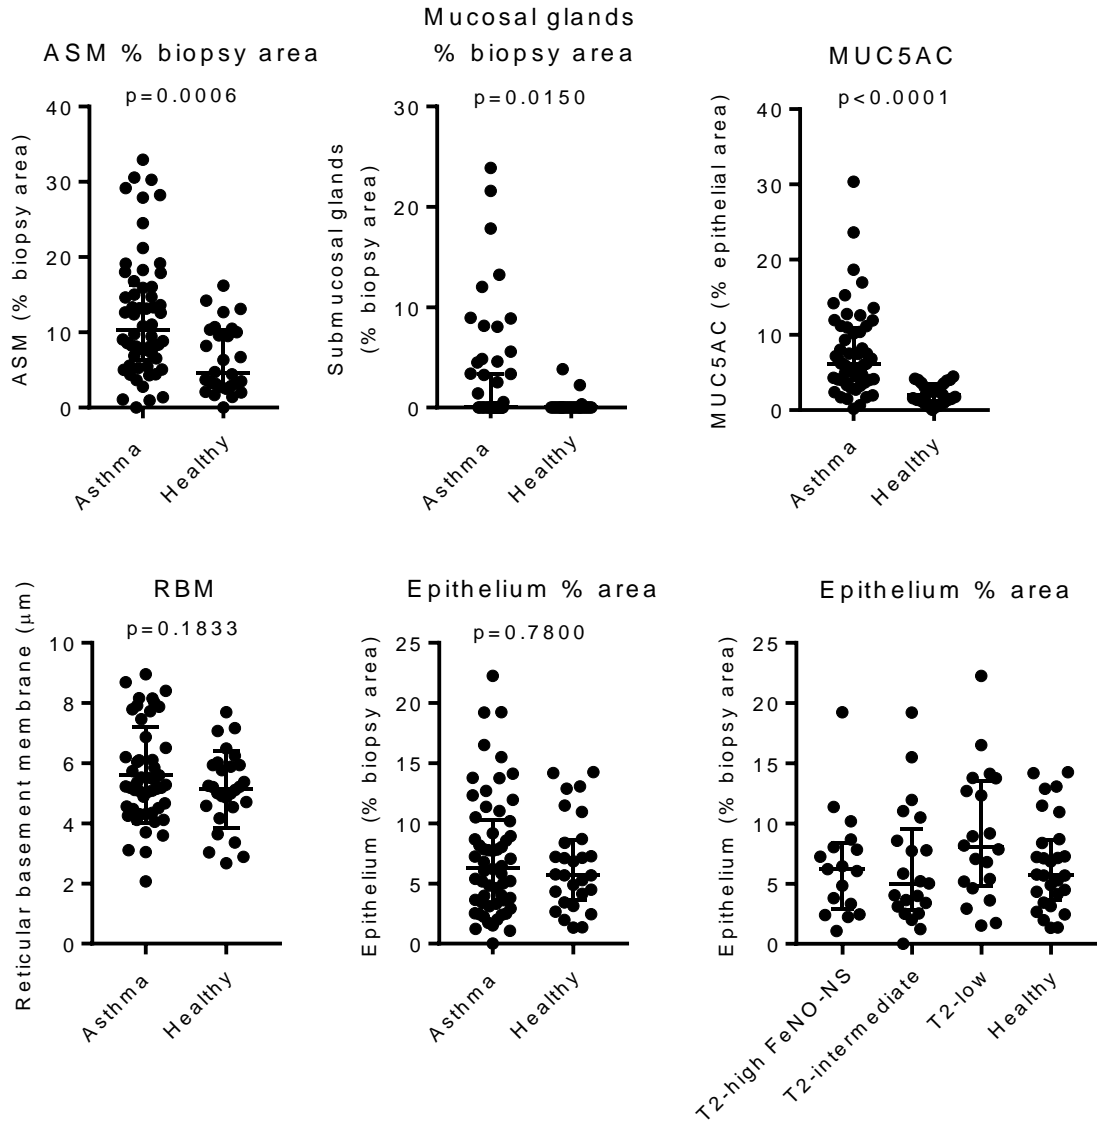 ASM % biopsy area
p=0.0006
ASM (% biopsy area)
40
30
20
10
0
Asthma
Healthy
Mucosal glands
% biopsy area
p=0.0150
Submucosal glands
(% biopsy area)
30
20
10
0
Asthma
Healthy
MUC5AC
p<0.0001
MUC5AC (% epithelial area)
40
30
20
10
0
Asthma
Healthy
RBM
p=0.1833
Reticular basement membrane (μm)
10
8
6
4
2
0
Asthma
Healthy
Epithelium % area
p=0.7800
Epithelium (% biopsy area)
25
20
15
10
5
0
Asthma
Healthy
Epithelium % area
Epithelium (% biopsy area)
25
20
15
10
5
0
T2-high FeNO-NS
T2-intermediate
T2-low
Healthy